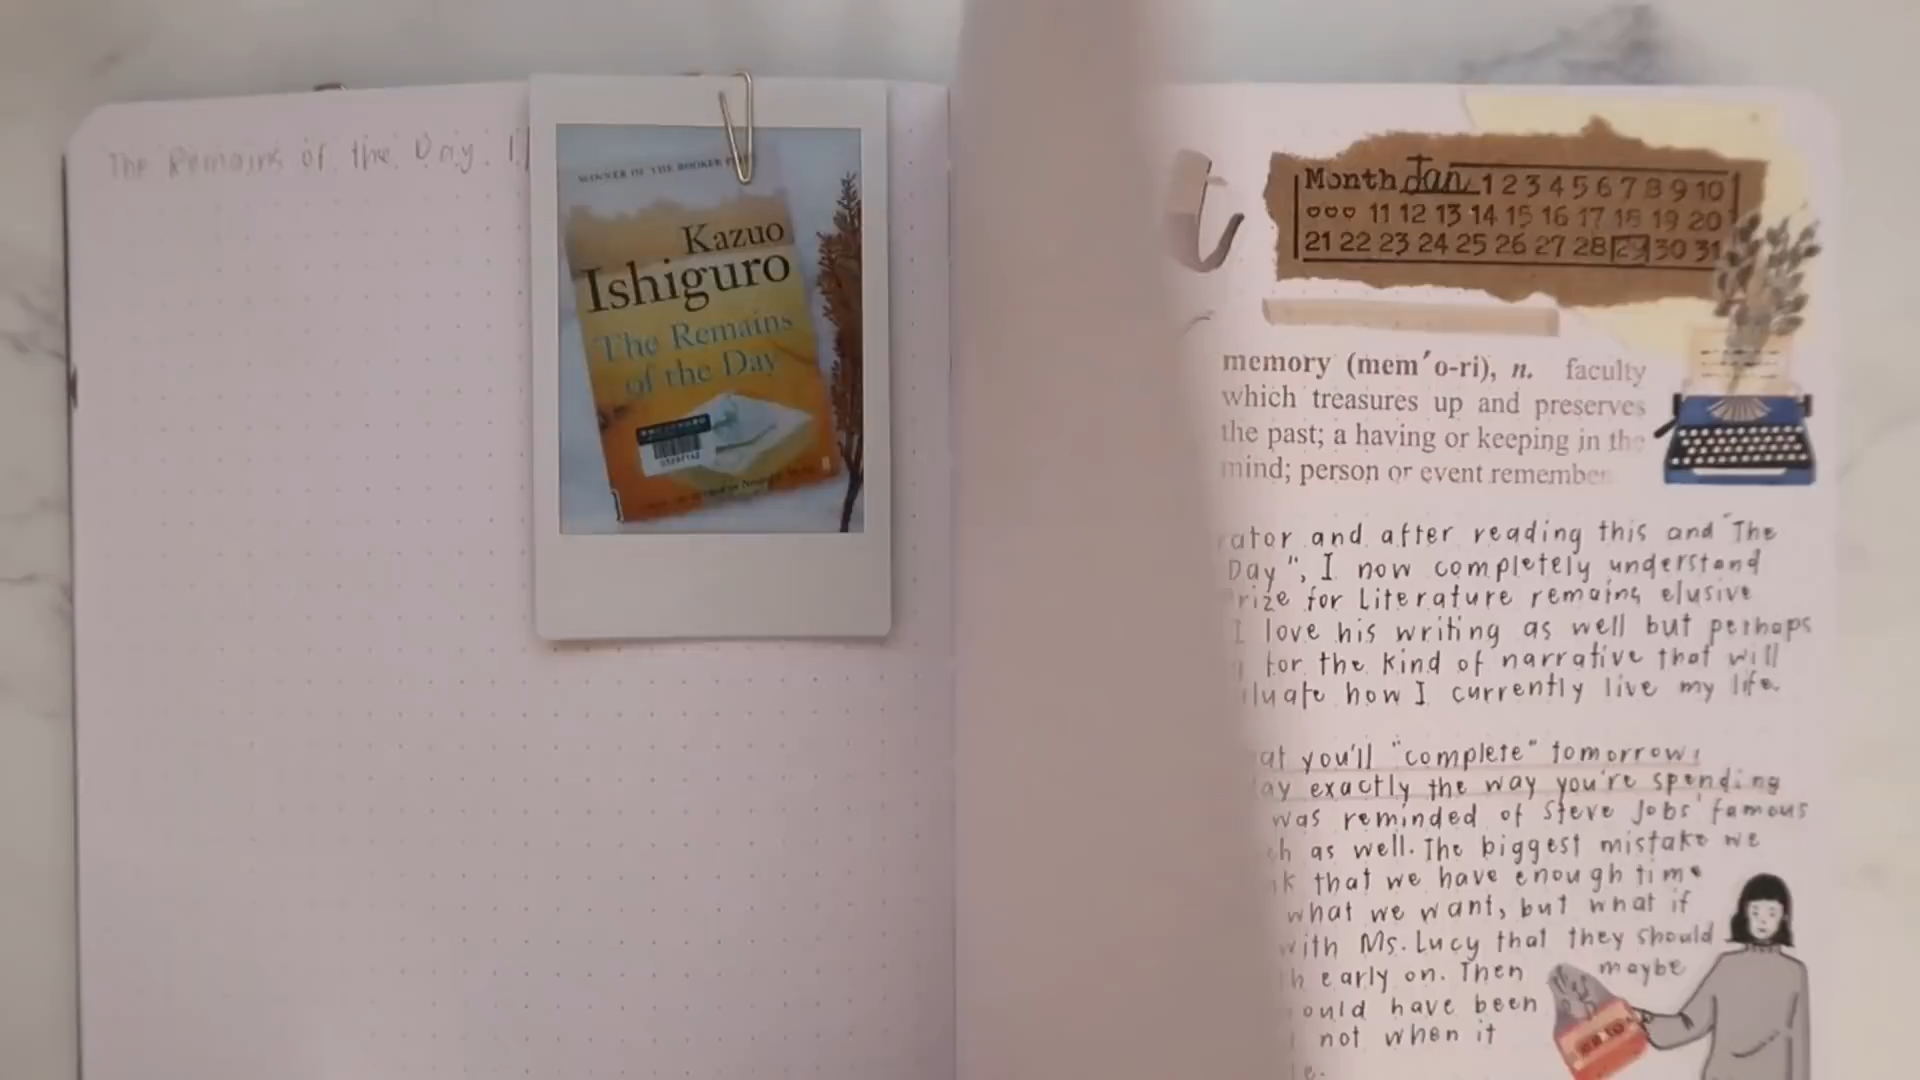 The Remains of the Day
WINNER OF THE BOOKER
Kazuo
Ishiguro
The Remains
of the Day
Month Jan 1 2 3 4 5 6 7 8 9 10
11 12 13 14 15 16 17 18 19 20
21 22 23 24 25 26 27 28 29 30 31
memory (mem′o-ri), n. faculty
which treasures up and preserves
the past; a having or keeping in the
mind; person or event remember
rator and after reading this and "The
Day", I now completely understand
rize for Literature remains elusive
I love his writing as well but perhaps
for the kind of narrative that will
luate how I currently live my life.
at you'll "complete" tomorrow;
ay exactly the way you're spending
was reminded of Steve Jobs' famous
ch as well. The biggest mistake we
k that we have enough time
what we want, but what if
with Ms. Lucy that they should
h early on. Then maybe
ould have been
not when it